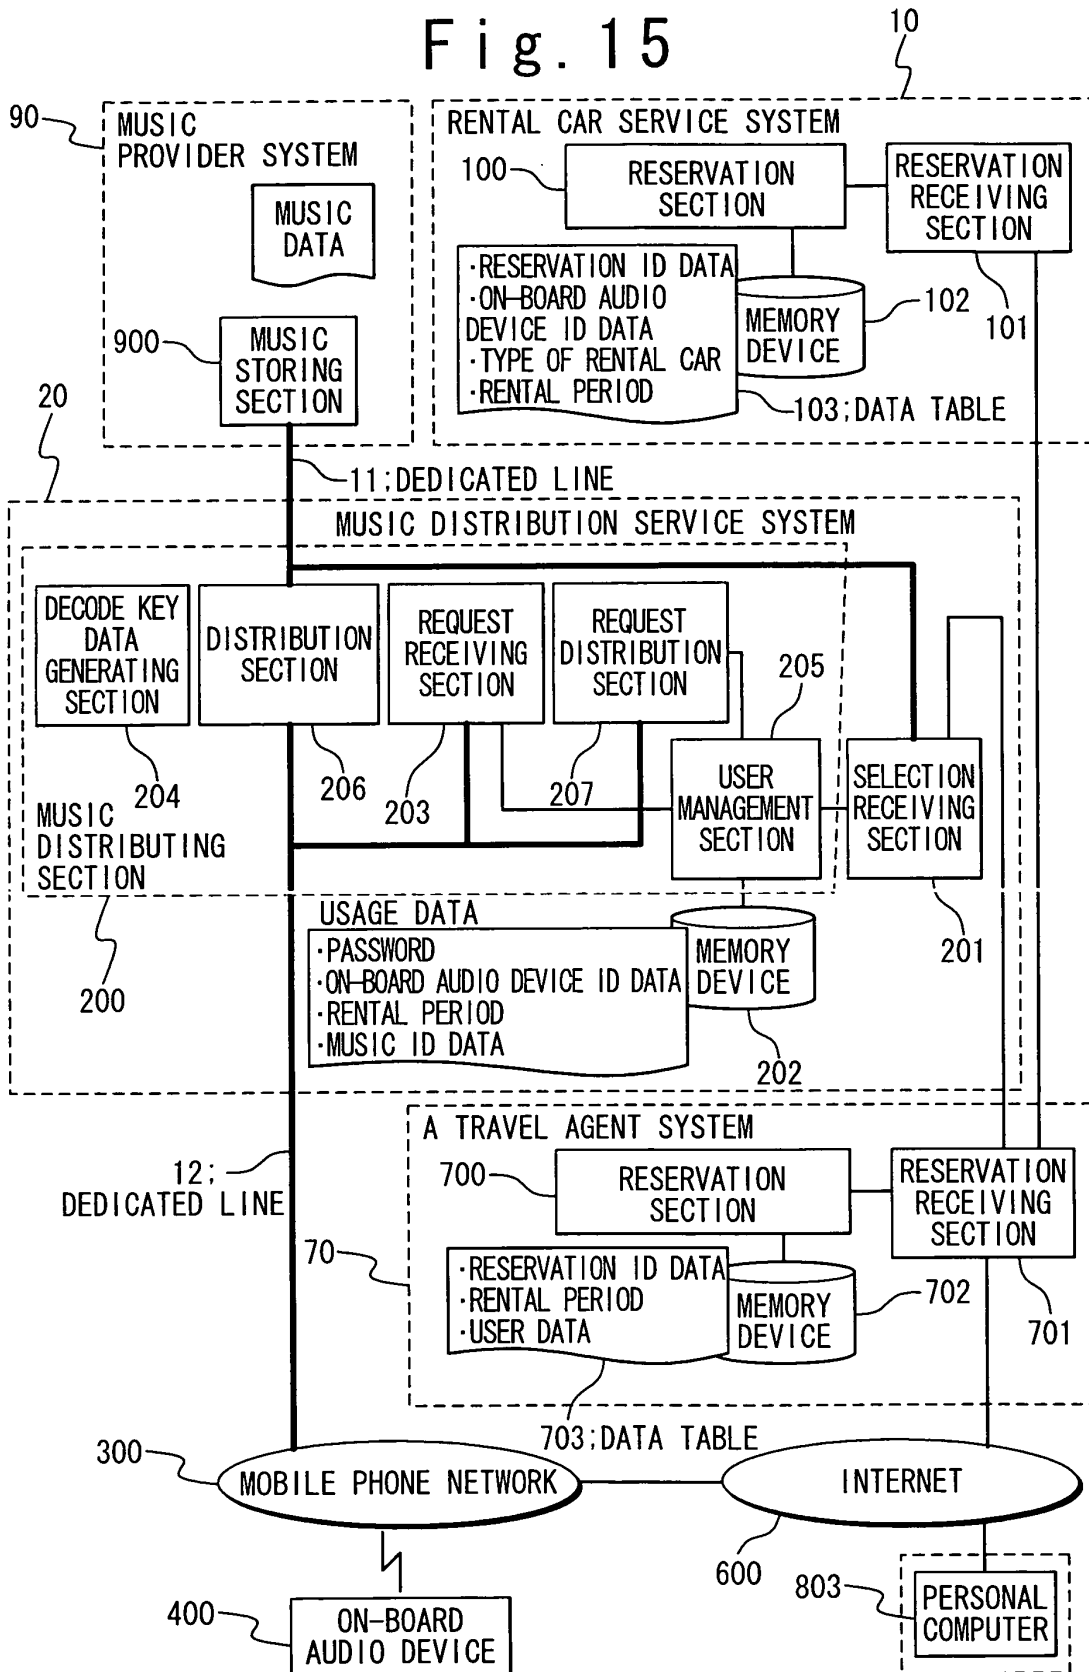 Fig. 15
10
90
MUSIC
PROVIDER SYSTEM
MUSIC
DATA
900
MUSIC
STORING
SECTION
RENTAL CAR SERVICE SYSTEM
100
RESERVATION
SECTION
RESERVATION
RECEIVING
SECTION
101
·RESERVATION ID DATA
·ON-BOARD AUDIO
DEVICE ID DATA
·TYPE OF RENTAL CAR
·RENTAL PERIOD
MEMORY
DEVICE
102
103;DATA TABLE
20
11;DEDICATED LINE
MUSIC DISTRIBUTION SERVICE SYSTEM
DECODE KEY
DATA
GENERATING
SECTION
204
DISTRIBUTION
SECTION
206
REQUEST
RECEIVING
SECTION
203
REQUEST
DISTRIBUTION
SECTION
207
205
USER
MANAGEMENT
SECTION
SELECTION
RECEIVING
SECTION
201
MUSIC
DISTRIBUTING
SECTION
200
USAGE DATA
·PASSWORD
·ON-BOARD AUDIO DEVICE ID DATA
·RENTAL PERIOD
·MUSIC ID DATA
MEMORY
DEVICE
202
12;
DEDICATED LINE
A TRAVEL AGENT SYSTEM
700
RESERVATION
SECTION
RESERVATION
RECEIVING
SECTION
701
70
·RESERVATION ID DATA
·RENTAL PERIOD
·USER DATA
MEMORY
DEVICE
702
703;DATA TABLE
300
MOBILE PHONE NETWORK
INTERNET
600
400
ON-BOARD
AUDIO DEVICE
803
PERSONAL
COMPUTER